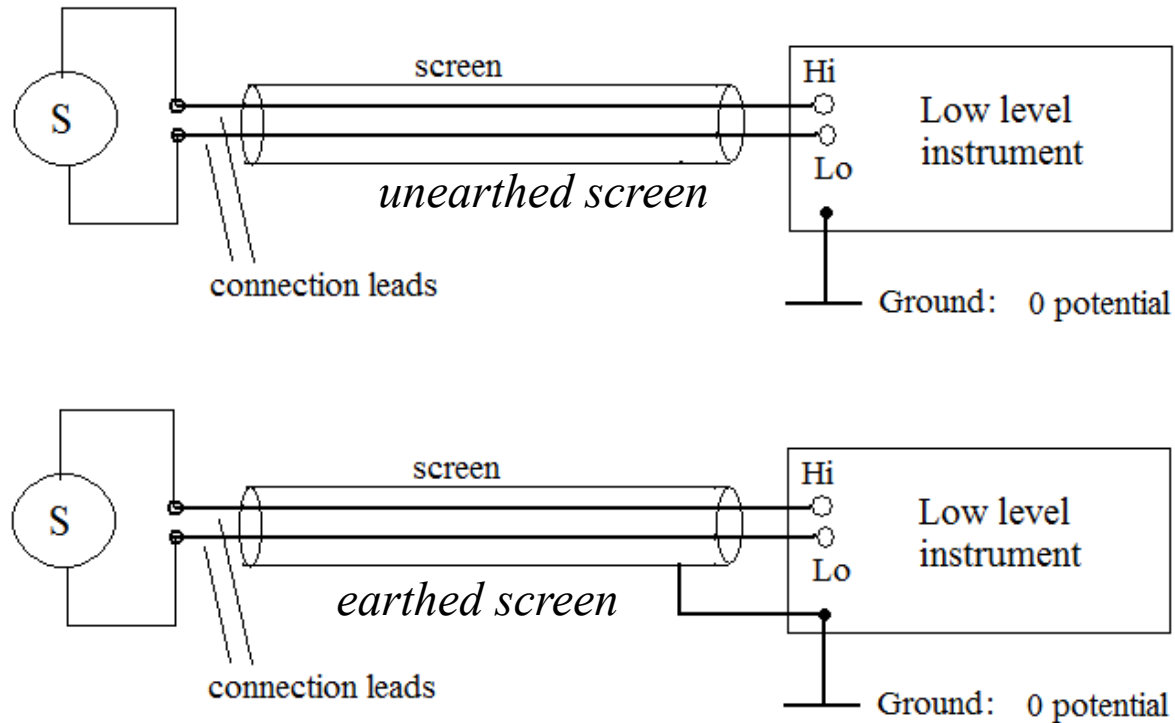 screen
Hi
S
Low level
instrument
Lo
unearthed screen
connection leads
Ground: 0 potential
screen
Hi
S
Low level
instrument
Lo
earthed screen
connection leads
Ground: 0 potential